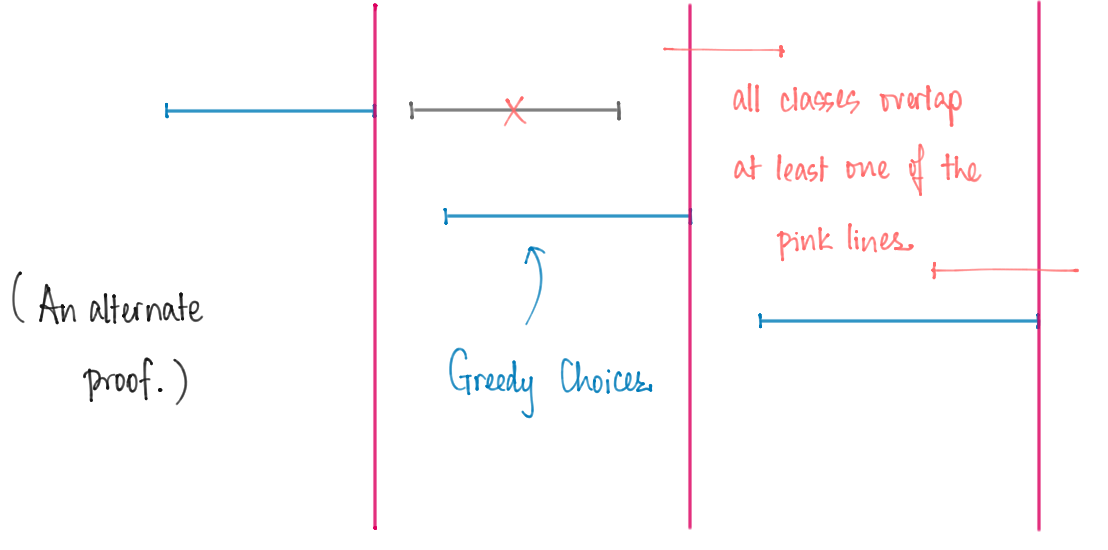 all classes overlap
at least one of the
pink lines.
(An alternate
proof.)
Greedy Choices.